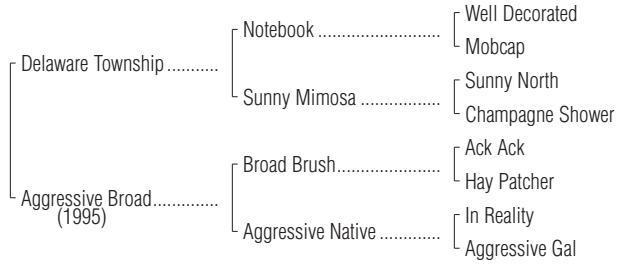 Well Decorated
Notebook ..........................
Mobcap
Delaware Township ...........
Sunny North
Sunny Mimosa .................
Champagne Shower
Ack Ack
Broad Brush......................
Hay Patcher
Aggressive Broad..............
(1995)
In Reality
Aggressive Native .............
Aggressive Gal